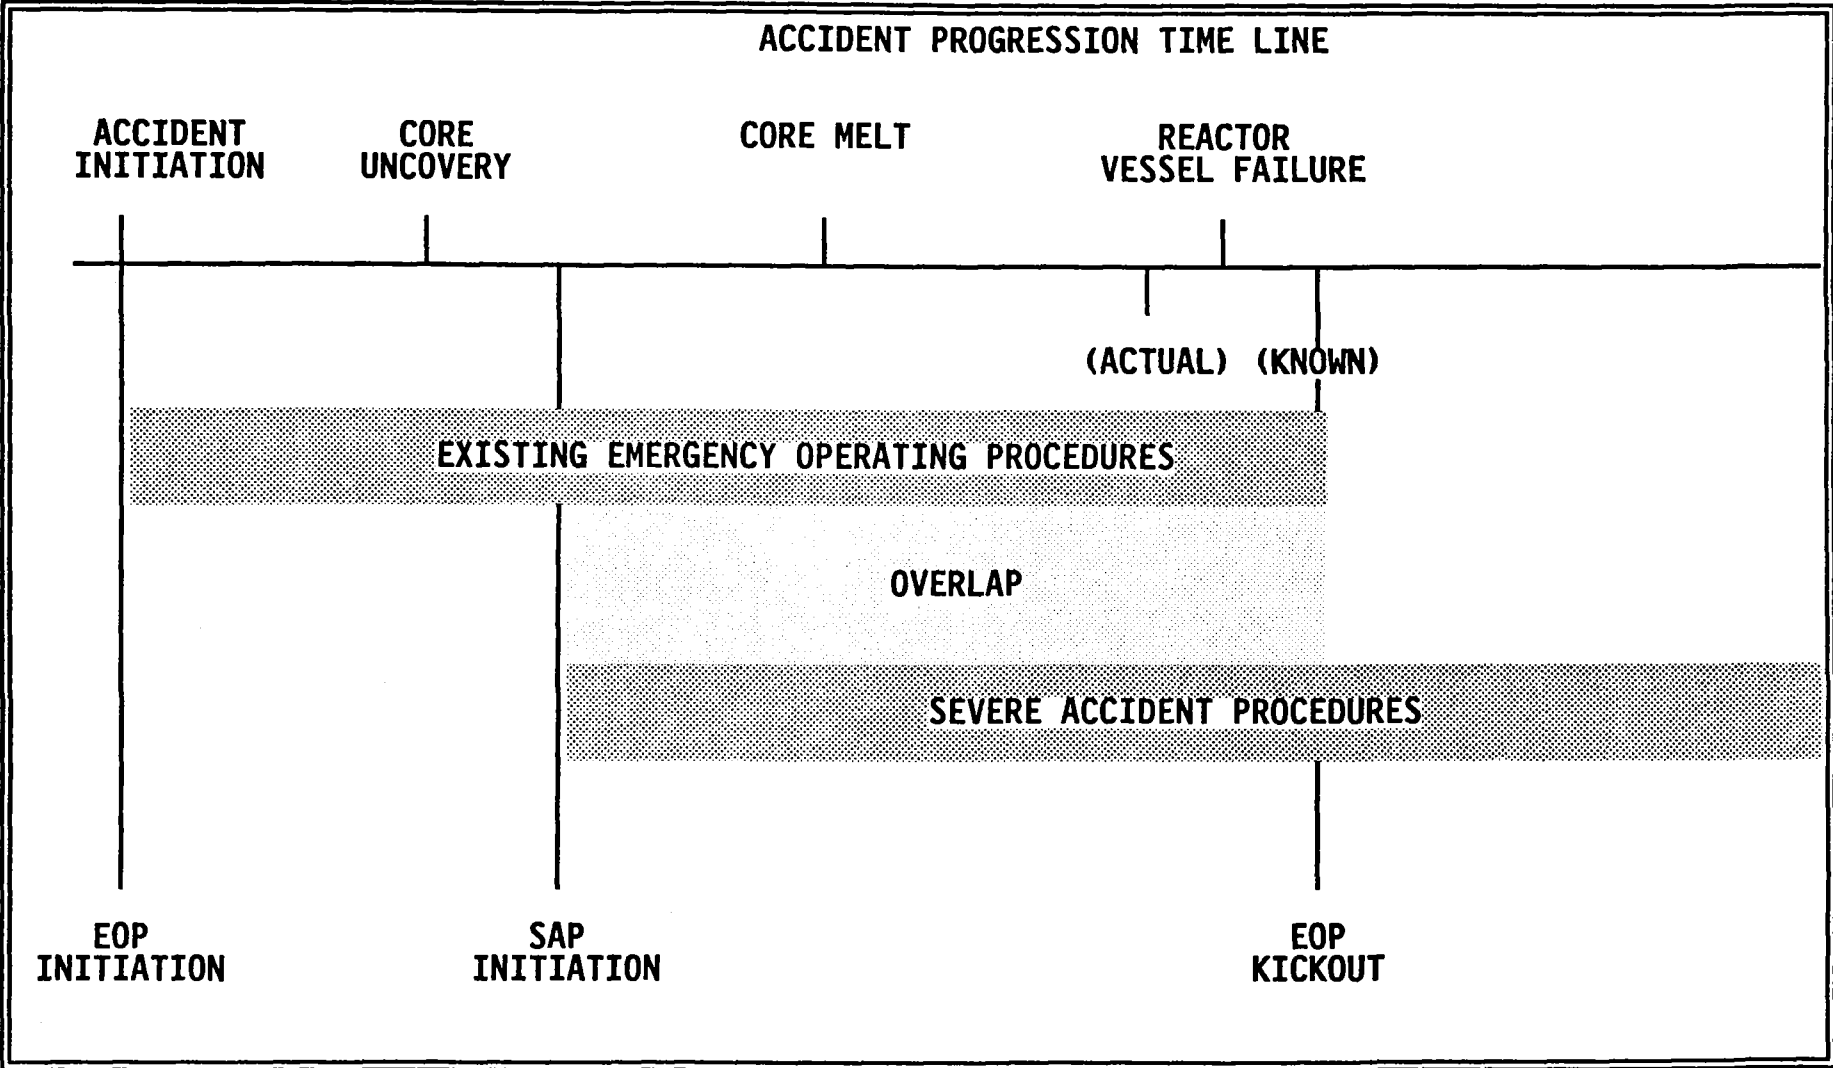 ACCIDENT PROGRESSION TIME LINE
ACCIDENT
INITIATION
CORE
UNCOVERY
CORE MELT
REACTOR
VESSEL FAILURE
(ACTUAL) (KNOWN)
EXISTING EMERGENCY OPERATING PROCEDURES
OVERLAP
SEVERE ACCIDENT PROCEDURES
EOP
INITIATION
SAP
INITIATION
EOP
KICKOUT